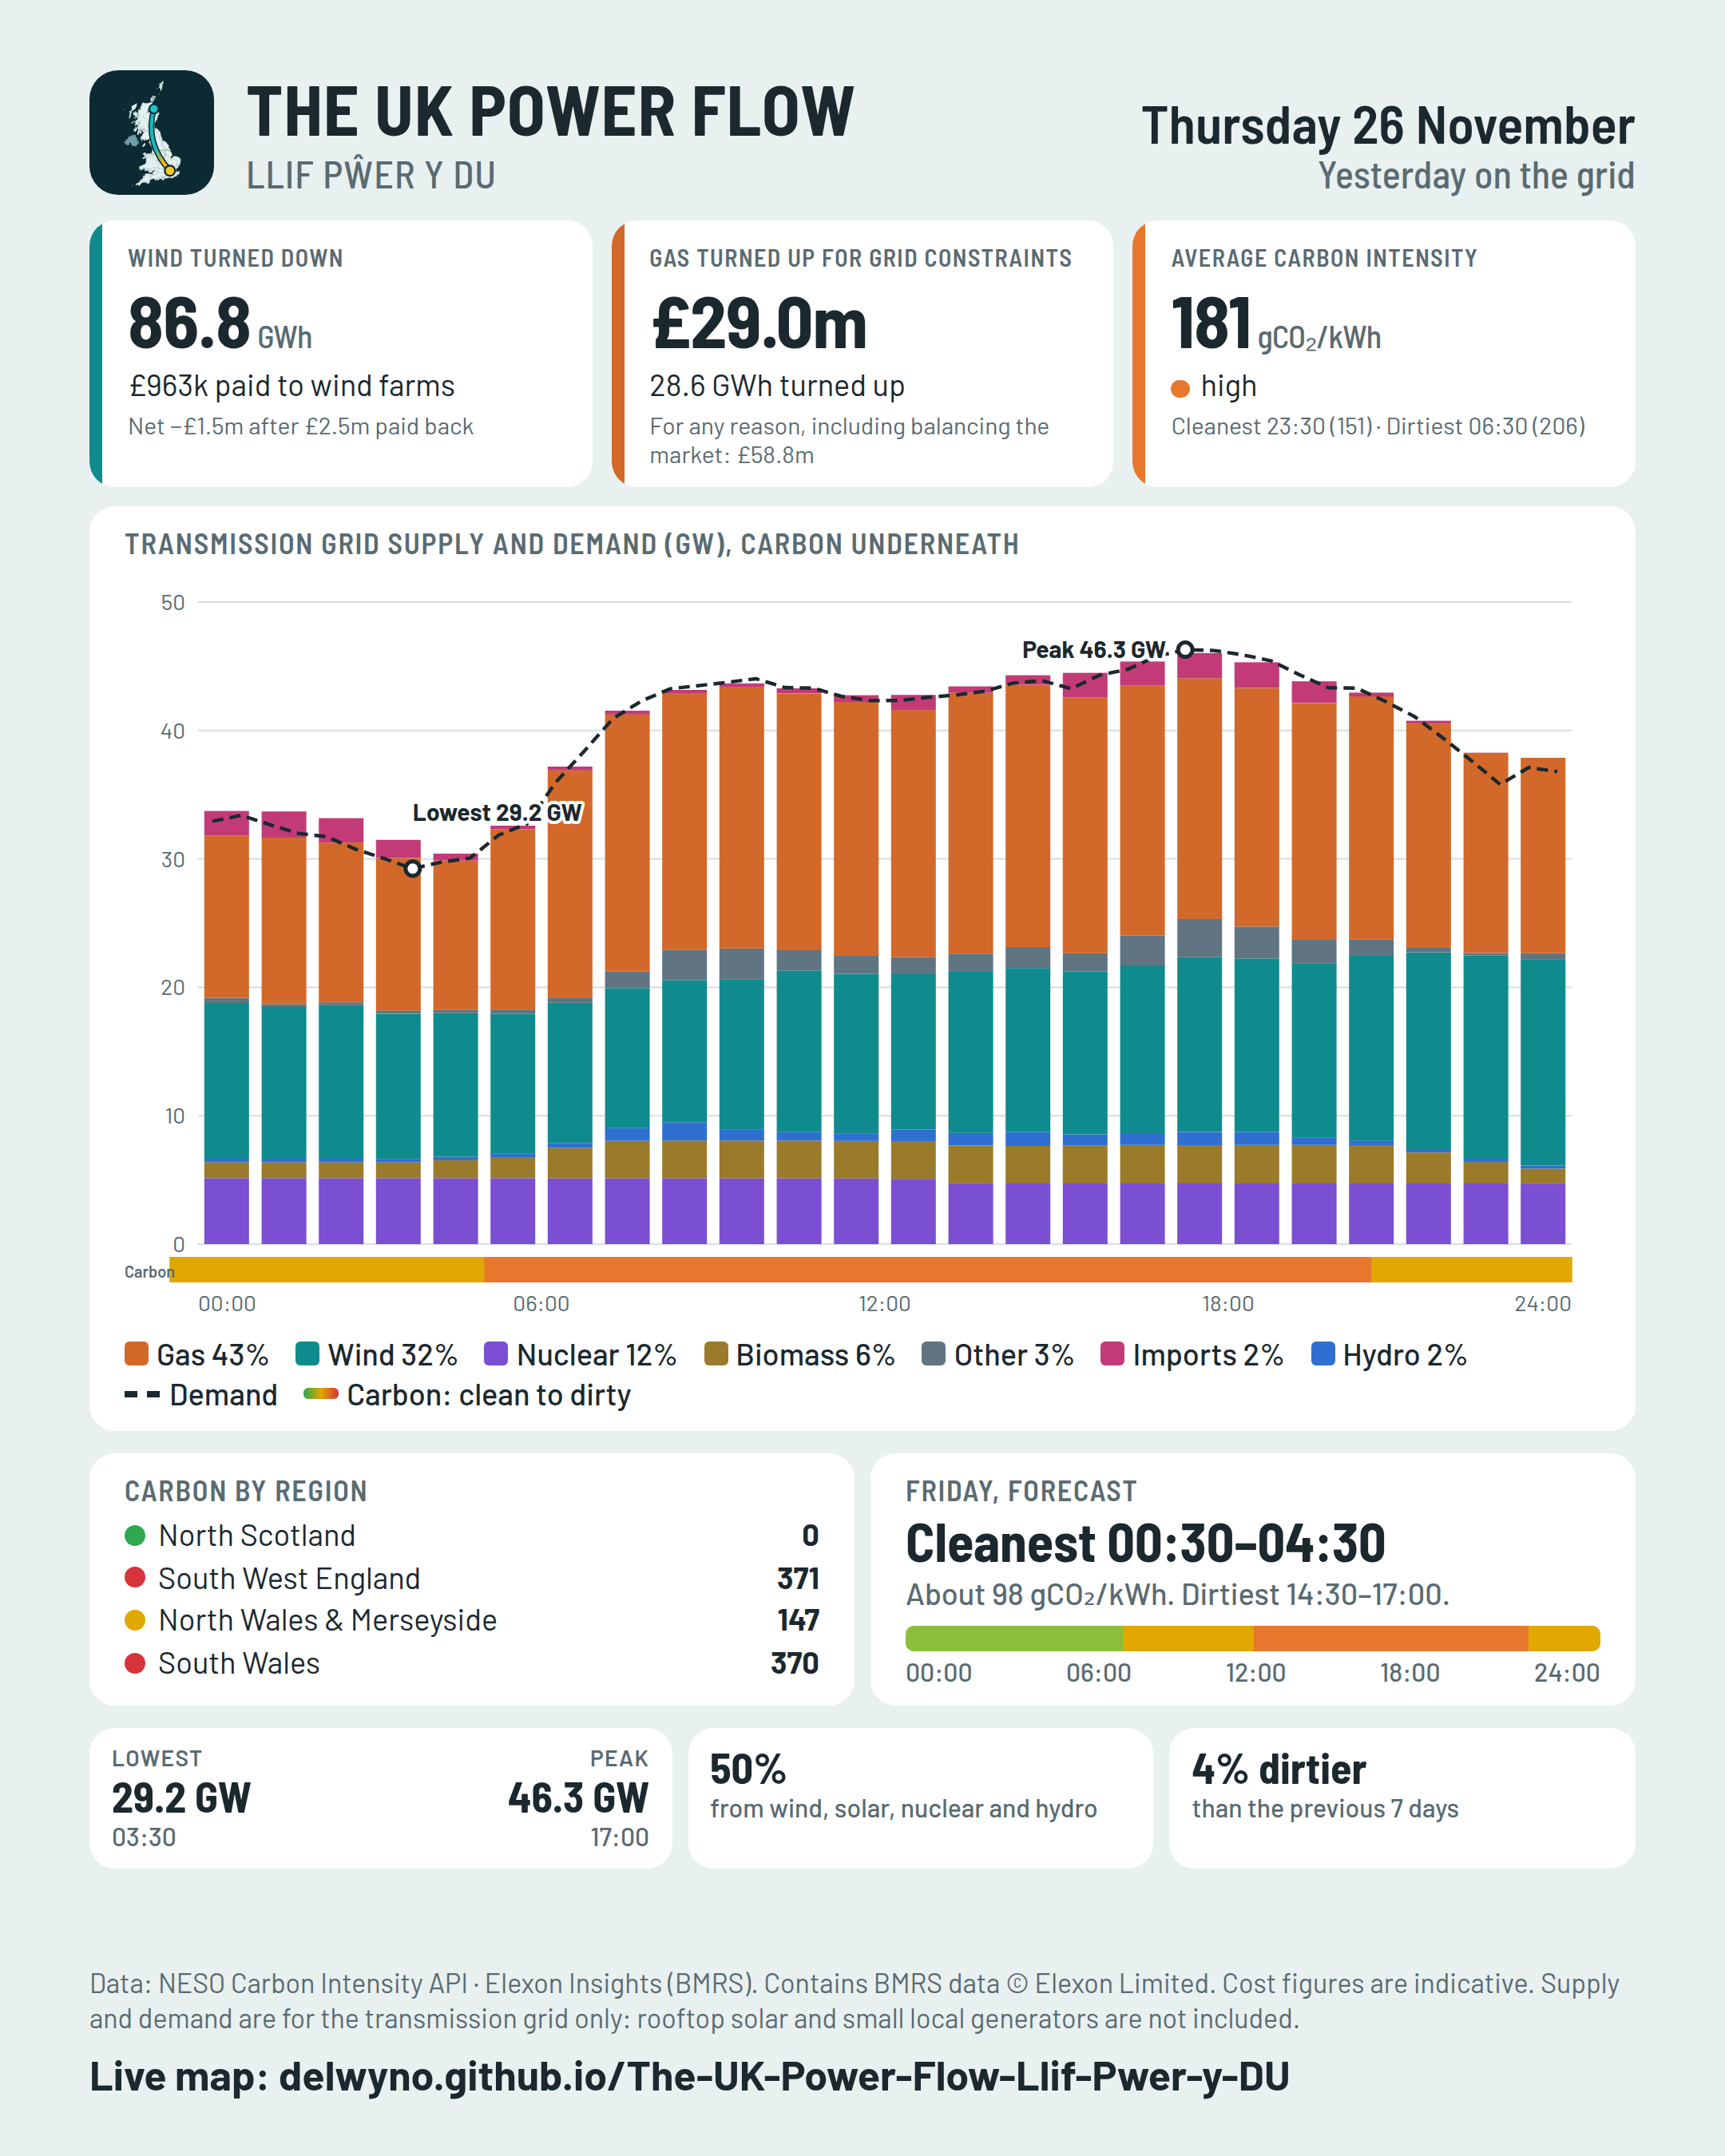 THE UK POWER FLOW
LLIF PŴER Y DU
Thursday 26 November
Yesterday on the grid
WIND TURNED DOWN
86.8 GWh
£963k paid to wind farms
Net −£1.5m after £2.5m paid back
GAS TURNED UP FOR GRID CONSTRAINTS
£29.0m
28.6 GWh turned up
For any reason, including balancing the
market: £58.8m
AVERAGE CARBON INTENSITY
181 gCO₂/kWh
high
Cleanest 23:30 (151) · Dirtiest 06:30 (206)
TRANSMISSION GRID SUPPLY AND DEMAND (GW), CARBON UNDERNEATH
50
Peak 46.3 GW
40
Lowest 29.2 GW
30
20
10
0
Carbon
00:00 06:00 12:00 18:00 24:00
Gas 43% Wind 32% Nuclear 12% Biomass 6% Other 3% Imports 2% Hydro 2%
Demand Carbon: clean to dirty
CARBON BY REGION
North Scotland 0
South West England 371
North Wales & Merseyside 147
South Wales 370
FRIDAY, FORECAST
Cleanest 00:30–04:30
About 98 gCO₂/kWh. Dirtiest 14:30–17:00.
00:00 06:00 12:00 18:00 24:00
LOWEST PEAK
29.2 GW 46.3 GW
03:30 17:00
50%
from wind, solar, nuclear and hydro
4% dirtier
than the previous 7 days
Data: NESO Carbon Intensity API · Elexon Insights (BMRS). Contains BMRS data © Elexon Limited. Cost figures are indicative. Supply
and demand are for the transmission grid only: rooftop solar and small local generators are not included.
Live map: delwyno.github.io/The-UK-Power-Flow-Llif-Pwer-y-DU